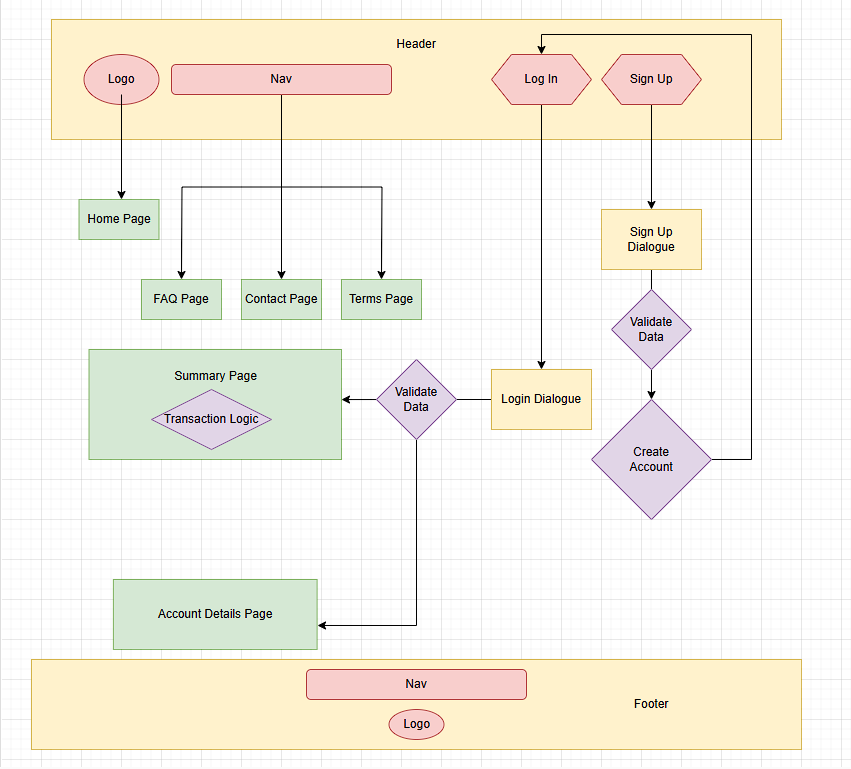 Header
Logo
Nav
Log In
Sign Up
Home Page
Sign Up
Dialogue
FAQ Page
Contact Page
Terms Page
Validate
Data
Summary Page
Transaction Logic
Validate
Data
Login Dialogue
Create
Account
Account Details Page
Nav
Footer
Logo